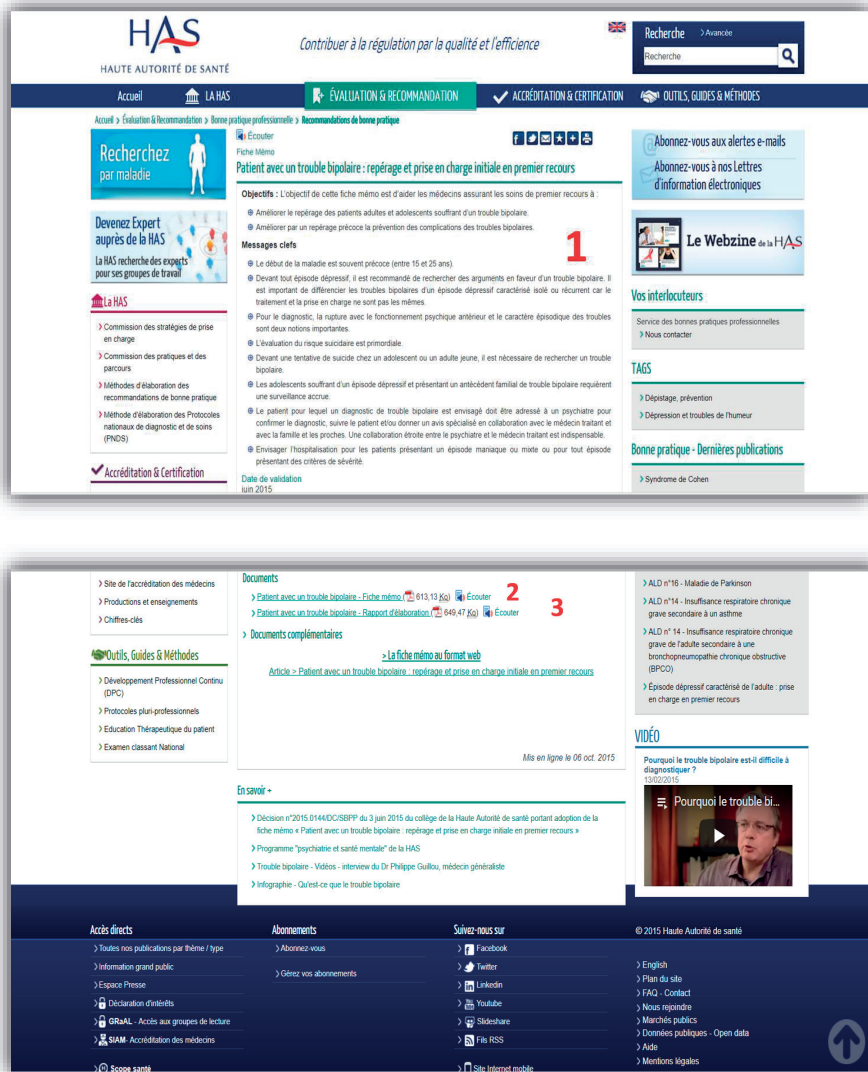 HAS
HAUTE AUTORITÉ DE SANTÉ
Contribuer à la régulation par la qualité et l'efficience
Recherche > Avancée
Recherche
Accueil
LA HAS
ÉVALUATION & RECOMMANDATION
ACCRÉDITATION & CERTIFICATION
OUTILS, GUIDES & MÉTHODES
Accueil > Évaluation & Recommandation > Bonne pratique professionnelle > Recommandations de bonne pratique
Recherchez
par maladie
Devenez Expert
auprès de la HAS
La HAS recherche des experts
pour ses groupes de travail
La HAS
> Commission des stratégies de prise
en charge
> Commission des pratiques et des
parcours
> Méthodes d'élaboration des
recommandations de bonne pratique
> Méthode d'élaboration des Protocoles
nationaux de diagnostic et de soins
(PNDS)
Accréditation & Certification
Écouter
Fiche Mémo
Patient avec un trouble bipolaire : repérage et prise en charge initiale en premier recours
Objectifs : L'objectif de cette fiche mémo est d'aider les médecins assurant les soins de premier recours à :
Améliorer le repérage des patients adultes et adolescents souffrant d'un trouble bipolaire.
Améliorer par un repérage précoce la prévention des complications des troubles bipolaires.
1
Messages clefs
Le début de la maladie est souvent précoce (entre 15 et 25 ans).
Devant tout épisode dépressif, il est recommandé de rechercher des arguments en faveur d'un trouble bipolaire. Il
est important de différencier les troubles bipolaires d'un épisode dépressif caractérisé isolé ou récurrent car le
traitement et la prise en charge ne sont pas les mêmes.
Pour le diagnostic, la rupture avec le fonctionnement psychique antérieur et le caractère épisodique des troubles
sont deux notions importantes.
L'évaluation du risque suicidaire est primordiale.
Devant une tentative de suicide chez un adolescent ou un adulte jeune, il est nécessaire de rechercher un trouble
bipolaire.
Les adolescents souffrant d'un épisode dépressif et présentant un antécédent familial de trouble bipolaire requièrent
une surveillance accrue.
Le patient pour lequel un diagnostic de trouble bipolaire est envisagé doit être adressé à un psychiatre pour
confirmer le diagnostic, suivre le patient et/ou donner un avis spécialisé en collaboration avec le médecin traitant et
avec la famille et les proches. Une collaboration étroite entre le psychiatre et le médecin traitant est indispensable.
Envisager l'hospitalisation pour les patients présentant un épisode maniaque ou mixte ou pour tout épisode
présentant des critères de sévérité.
Date de validation
juin 2015
Abonnez-vous aux alertes e-mails
Abonnez-vous à nos Lettres
d'information électroniques
Le Webzine de la HAS
Vos interlocuteurs
Service des bonnes pratiques professionnelles
> Nous contacter
TAGS
> Dépistage, prévention
> Dépression et troubles de l'humeur
Bonne pratique - Dernières publications
> Syndrome de Cohen
> Site de l'accréditation des médecins
> Productions et enseignements
> Chiffres-clés
Outils, Guides & Méthodes
> Développement Professionnel Continu
(DPC)
> Protocoles pluri-professionnels
> Education Thérapeutique du patient
> Examen classant National
Documents
> Patient avec un trouble bipolaire - Fiche mémo ( 613,13 Ko) Écouter 2
> Patient avec un trouble bipolaire - Rapport d'élaboration ( 649,47 Ko) Écouter 3
> Documents complémentaires
> La fiche mémo au format web
Article > Patient avec un trouble bipolaire : repérage et prise en charge initiale en premier recours
Mis en ligne le 06 oct. 2015
En savoir +
> Décision n°2015.0144/DC/SBPP du 3 juin 2015 du collège de la Haute Autorité de santé portant adoption de la
fiche mémo « Patient avec un trouble bipolaire : repérage et prise en charge initiale en premier recours »
> Programme "psychiatrie et santé mentale" de la HAS
> Trouble bipolaire - Vidéos - interview du Dr Philippe Guillou, médecin généraliste
> Infographie - Qu'est-ce que le trouble bipolaire
> ALD n°16 - Maladie de Parkinson
> ALD n°14 - Insuffisance respiratoire chronique
grave secondaire à un asthme
> ALD n° 14 - Insuffisance respiratoire chronique
grave de l'adulte secondaire à une
bronchopneumopathie chronique obstructive
(BPCO)
> Épisode dépressif caractérisé de l'adulte : prise
en charge en premier recours
VIDÉO
Pourquoi le trouble bipolaire est-il difficile à
diagnostiquer ?
13/02/2015
Pourquoi le trouble bi...
Accès directs
> Toutes nos publications par thème / type
> Information grand public
> Espace Presse
> Déclaration d'intérêts
> GRaAL - Accès aux groupes de lecture
> SIAM- Accréditation des médecins
> Scope santé
Abonnements
> Abonnez-vous
> Gérez vos abonnements
Suivez-nous sur
> Facebook
> Twitter
> Linkedin
> Youtube
> Slideshare
> Fils RSS
> Site Internet mobile
© 2015 Haute Autorité de santé
> English
> Plan du site
> FAQ - Contact
> Nous rejoindre
> Marchés publics
> Données publiques - Open data
> Aide
> Mentions légales